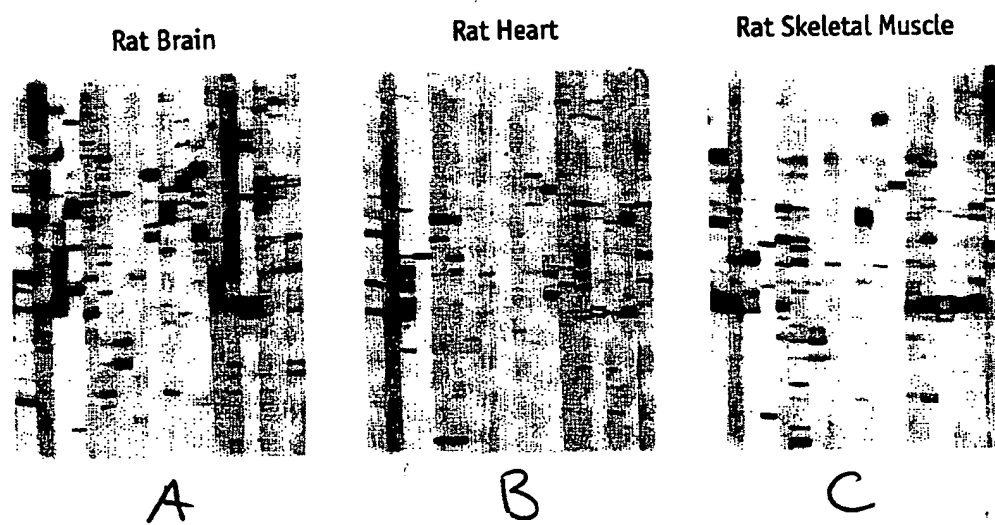 Rat Brain
Rat Heart
Rat Skeletal Muscle
A
B
C